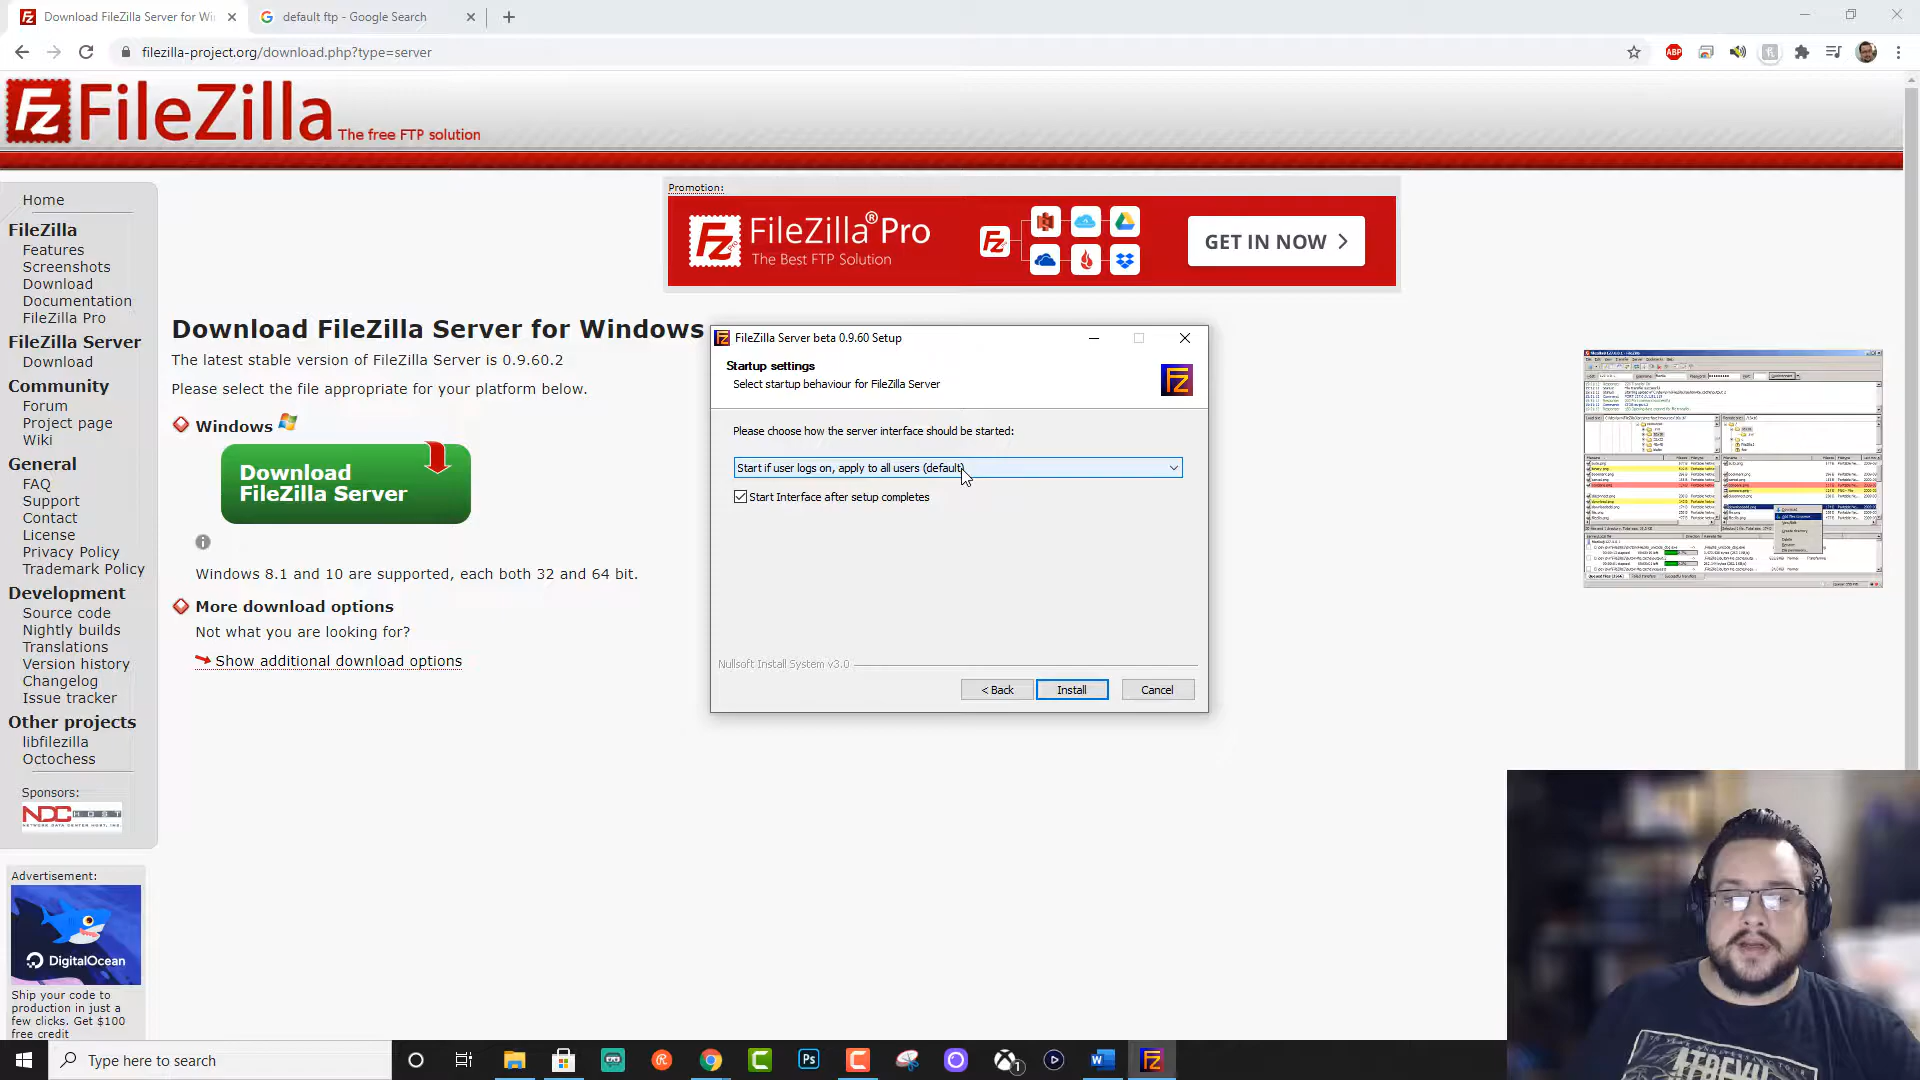 Download FileZilla Server for Wi
default ftp - Google Search
filezilla-project.org/download.php?type=server
ABP
FileZilla The free FTP solution
Home
FileZilla
Features
Screenshots
Download
Documentation
FileZilla Pro
FileZilla Server
Download
Community
Forum
Project page
Wiki
General
FAQ
Support
Contact
License
Privacy Policy
Trademark Policy
Development
Source code
Nightly builds
Translations
Version history
Changelog
Issue tracker
Other projects
libfilezilla
Octochess
Sponsors:
NDC HOST
NETWORK DATA CENTER HOST, INC.
Advertisement:
DigitalOcean
Ship your code to
production in just a
few clicks. Get $100
free credit
Promotion:
FileZilla®Pro
The Best FTP Solution
GET IN NOW
Download FileZilla Server for Windows
The latest stable version of FileZilla Server is 0.9.60.2
Please select the file appropriate for your platform below.
Windows
Download
FileZilla Server
Windows 8.1 and 10 are supported, each both 32 and 64 bit.
More download options
Not what you are looking for?
Show additional download options
FileZilla Server beta 0.9.60 Setup
Startup settings
Select startup behaviour for FileZilla Server
Please choose how the server interface should be started:
Start if user logs on, apply to all users (default)
Start Interface after setup completes
Nullsoft Install System v3.0
< Back
Install
Cancel
Type here to search
Ps
1